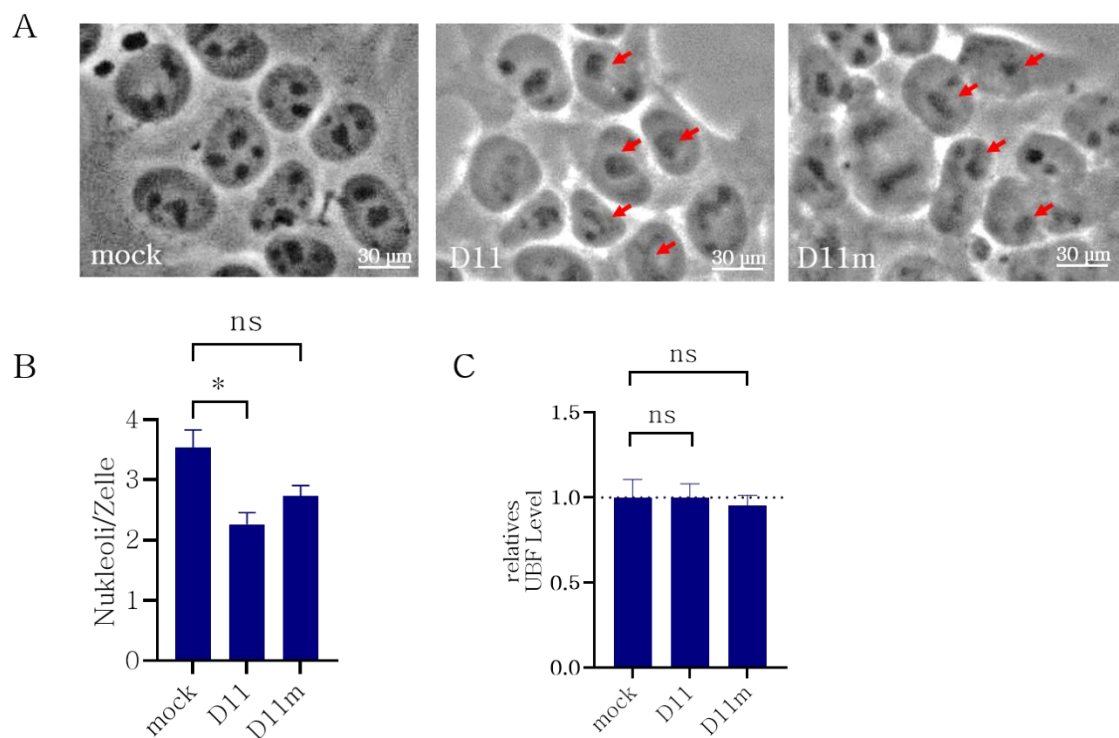 A
mock
30 µm
D11
30 µm
D11m
30 µm
B
ns
*
4
3
2
1
0
Nukleoli/Zelle
mock
D11
D11m
C
ns
ns
1.5
1.0
0.5
0.0
relatives
UBF Level
mock
D11
D11m